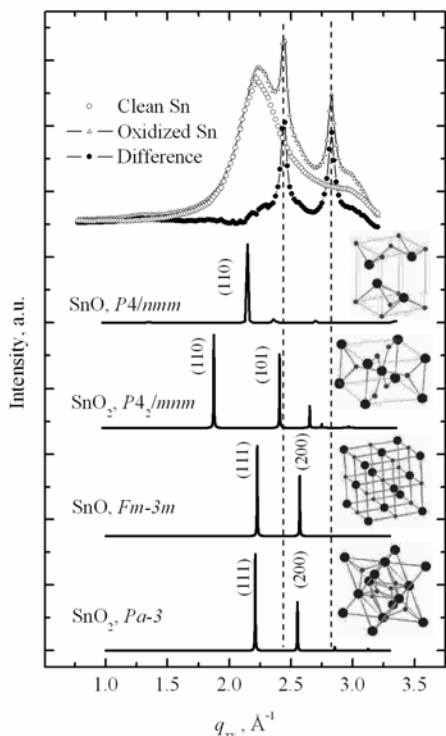 Clean Sn
Oxidized Sn
Difference
(110)
SnO, P4/nmm
(110)
(101)
SnO₂, P4₂/mnm
(111)
(200)
SnO, Fm-3m
(111)
(200)
SnO₂, Pa-3
Intensity, a.u.
1.0 1.5 2.0 2.5 3.0 3.5
q_xy, Å⁻¹